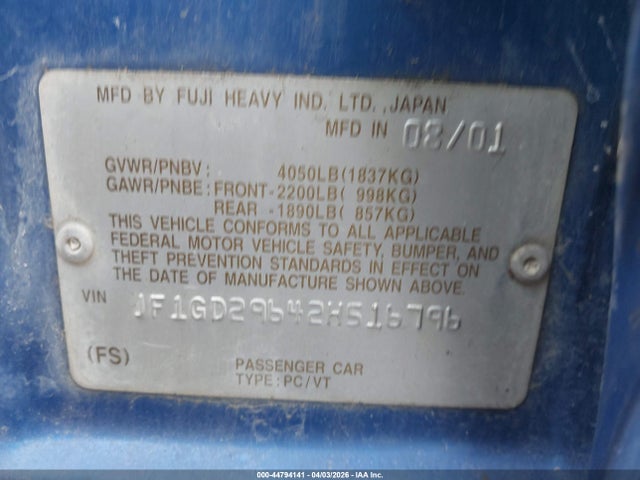 MFD BY FUJI HEAVY IND. LTD., JAPAN
MFD IN 08/01
GVWR/PNBV: 4050LB(1837KG)
GAWR/PNBE: FRONT-2200LB( 998KG)
REAR -1890LB( 857KG)
THIS VEHICLE CONFORMS TO ALL APPLICABLE
FEDERAL MOTOR VEHICLE SAFETY, BUMPER, AND
THEFT PREVENTION STANDARDS IN EFFECT ON
THE DATE OF MANUFACTURE SHOWN ABOVE.
VIN JF1GD29642H516796
(FS) PASSENGER CAR
TYPE: PC/VT
000-44794141 - 04/03/2026 - IAA Inc.